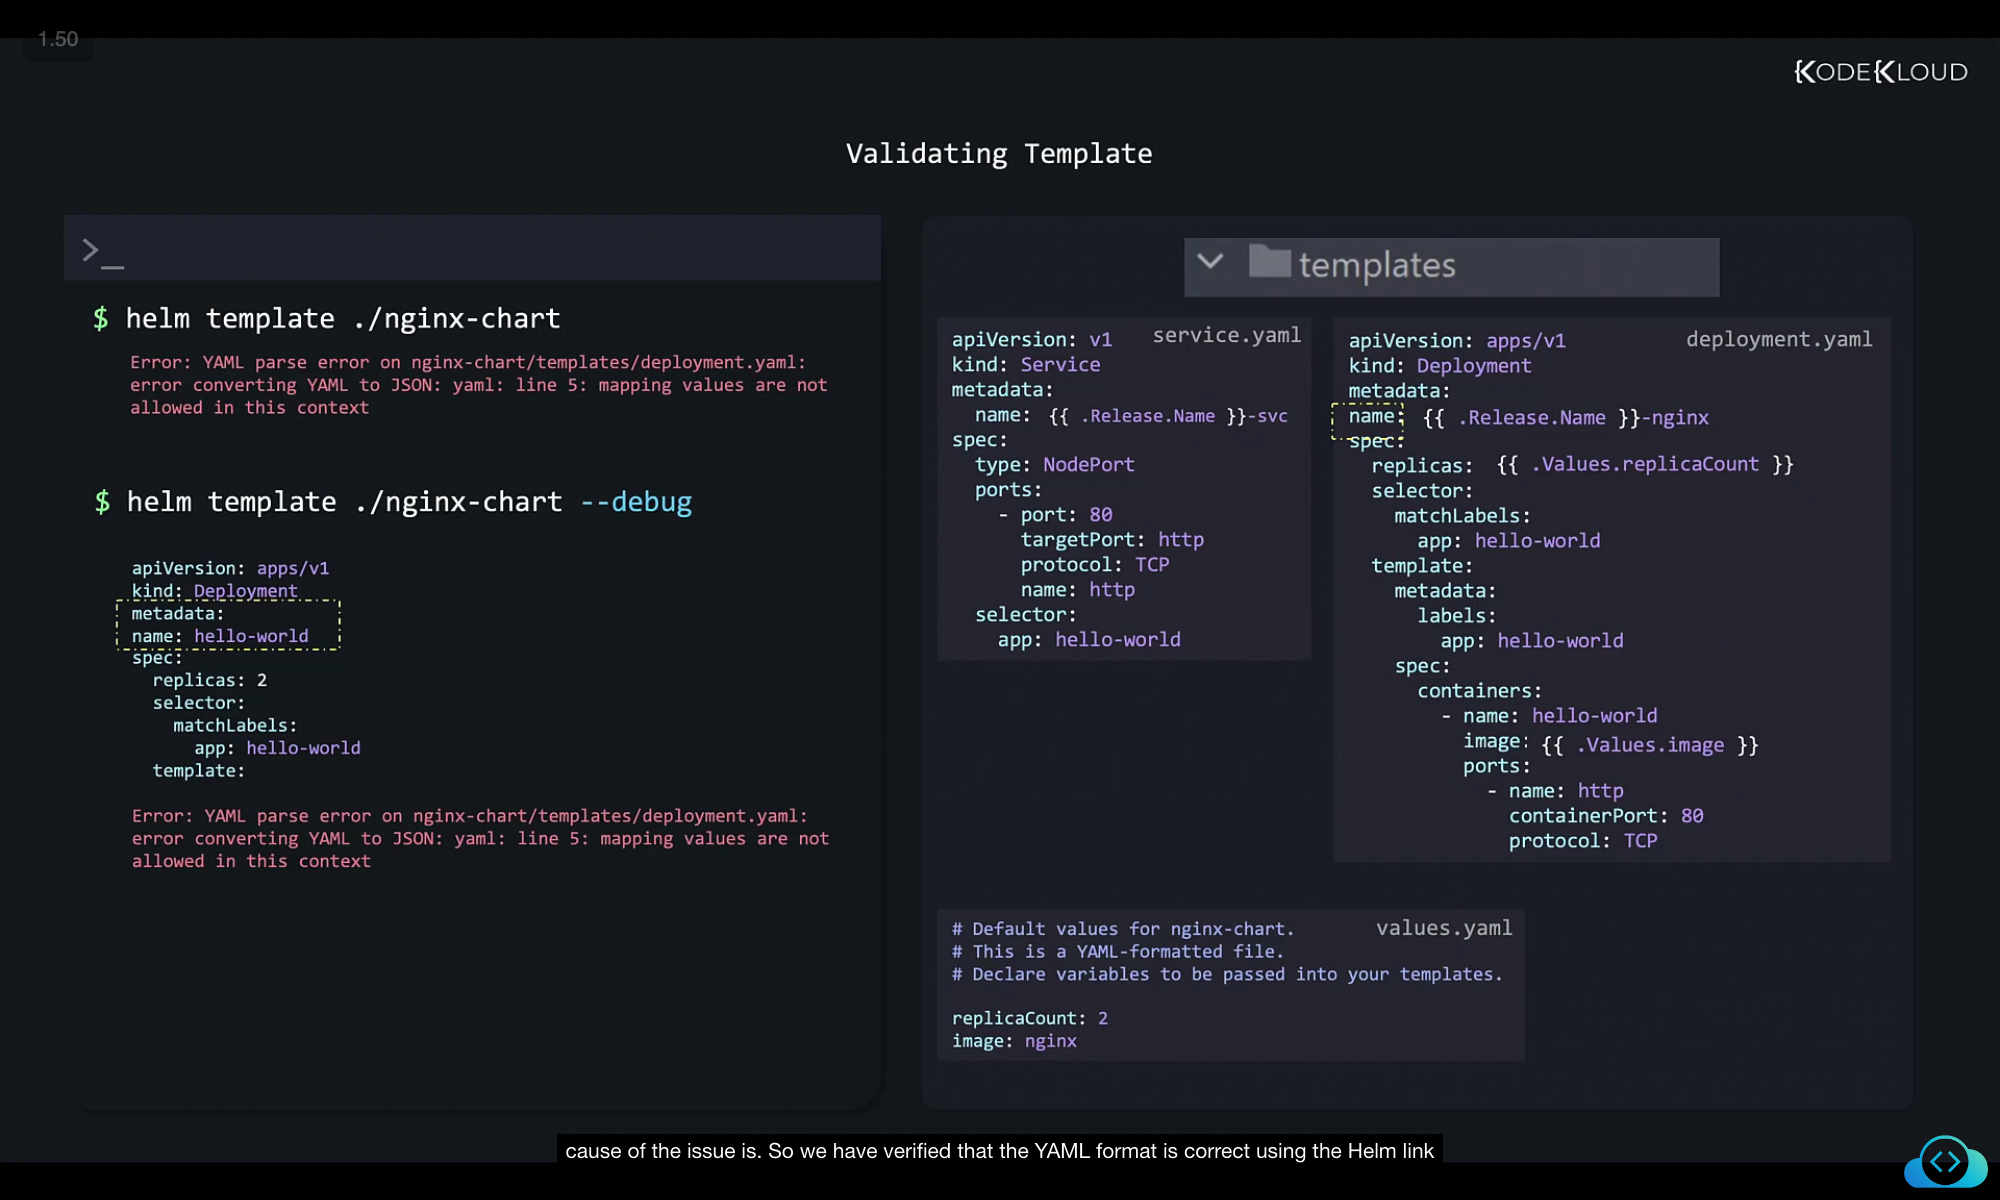 1.50
KODEKLOUD
Validating Template
>_
$ helm template ./nginx-chart
Error: YAML parse error on nginx-chart/templates/deployment.yaml:
error converting YAML to JSON: yaml: line 5: mapping values are not
allowed in this context
$ helm template ./nginx-chart --debug
apiVersion: apps/v1
kind: Deployment
metadata:
name: hello-world
spec:
  replicas: 2
  selector:
    matchLabels:
      app: hello-world
  template:
Error: YAML parse error on nginx-chart/templates/deployment.yaml:
error converting YAML to JSON: yaml: line 5: mapping values are not
allowed in this context
templates
service.yaml
apiVersion: v1
kind: Service
metadata:
  name: {{ .Release.Name }}-svc
spec:
  type: NodePort
  ports:
    - port: 80
      targetPort: http
      protocol: TCP
      name: http
  selector:
    app: hello-world
deployment.yaml
apiVersion: apps/v1
kind: Deployment
metadata:
name: {{ .Release.Name }}-nginx
spec:
  replicas: {{ .Values.replicaCount }}
  selector:
    matchLabels:
      app: hello-world
  template:
    metadata:
      labels:
        app: hello-world
    spec:
      containers:
        - name: hello-world
          image: {{ .Values.image }}
          ports:
            - name: http
              containerPort: 80
              protocol: TCP
values.yaml
# Default values for nginx-chart.
# This is a YAML-formatted file.
# Declare variables to be passed into your templates.
replicaCount: 2
image: nginx
cause of the issue is. So we have verified that the YAML format is correct using the Helm link